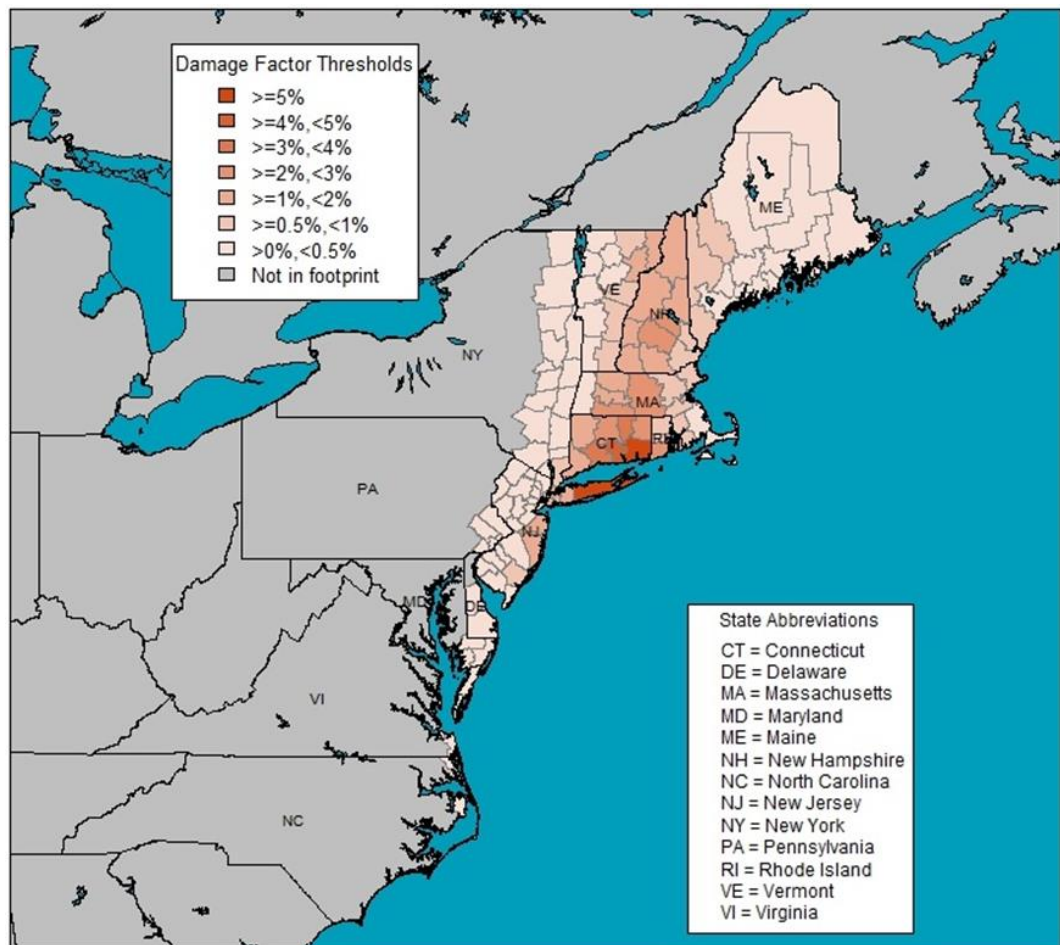 Damage Factor Thresholds
>=5%
>=4%,<5%
>=3%,<4%
>=2%,<3%
>=1%,<2%
>=0.5%,<1%
>0%,<0.5%
Not in footprint
ME
VE
NH
NY
MA
CT
RI
PA
NJ
MD
DE
VI
NC
State Abbreviations
CT = Connecticut
DE = Delaware
MA = Massachusetts
MD = Maryland
ME = Maine
NH = New Hampshire
NC = North Carolina
NJ = New Jersey
NY = New York
PA = Pennsylvania
RI = Rhode Island
VE = Vermont
VI = Virginia